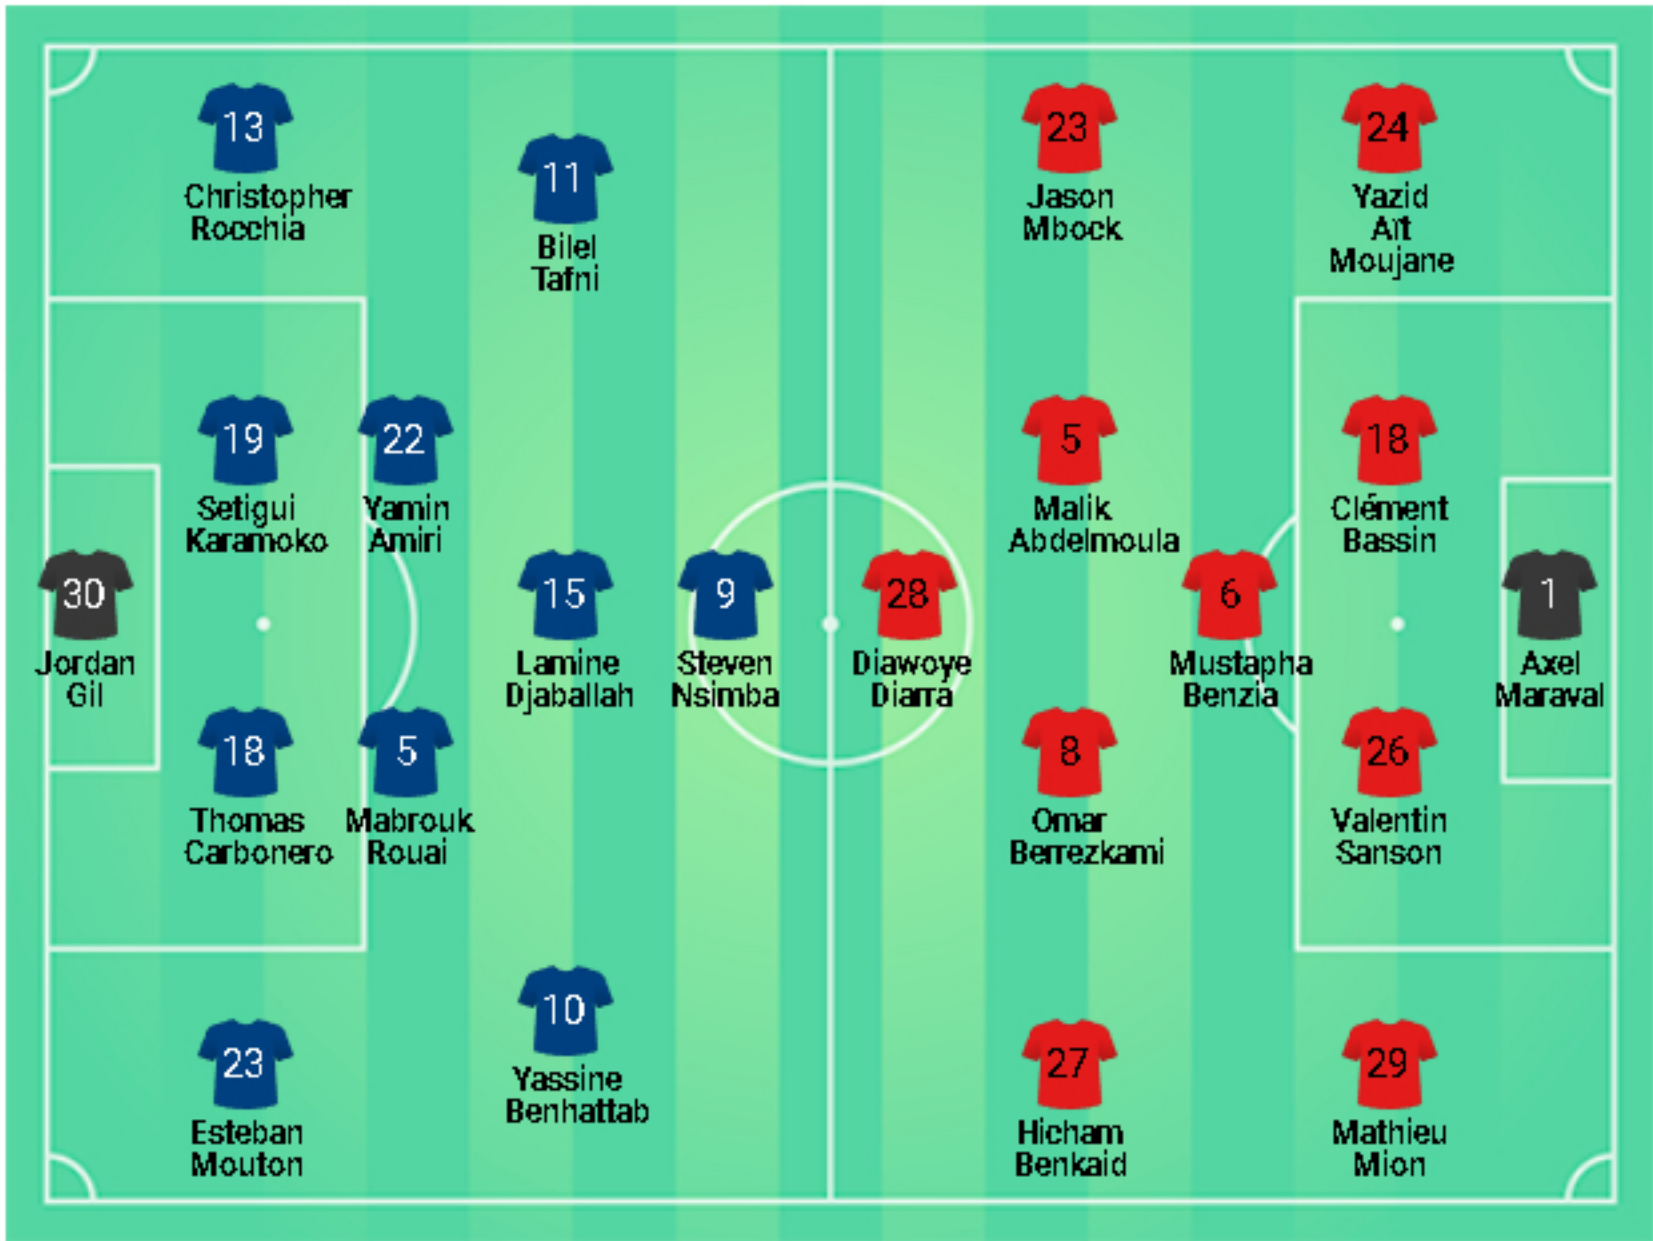 13
Christopher
Rocchia
11
Bilel
Tafni
23
Jason
Mbock
24
Yazid
Aït
Moujane
19
Setigui
Karamoko
22
Yamin
Amiri
5
Malik
Abdelmoula
18
Clément
Bassin
30
Jordan
Gil
15
Lamine
Djaballah
9
Steven
Nsimba
28
Diawoye
Diarra
6
Mustapha
Benzia
1
Axel
Maraval
18
Thomas
Carbonero
5
Mabrouk
Rouai
8
Omar
Berrezkami
26
Valentin
Sanson
23
Esteban
Mouton
10
Yassine
Benhattab
27
Hicham
Benkaid
29
Mathieu
Mion